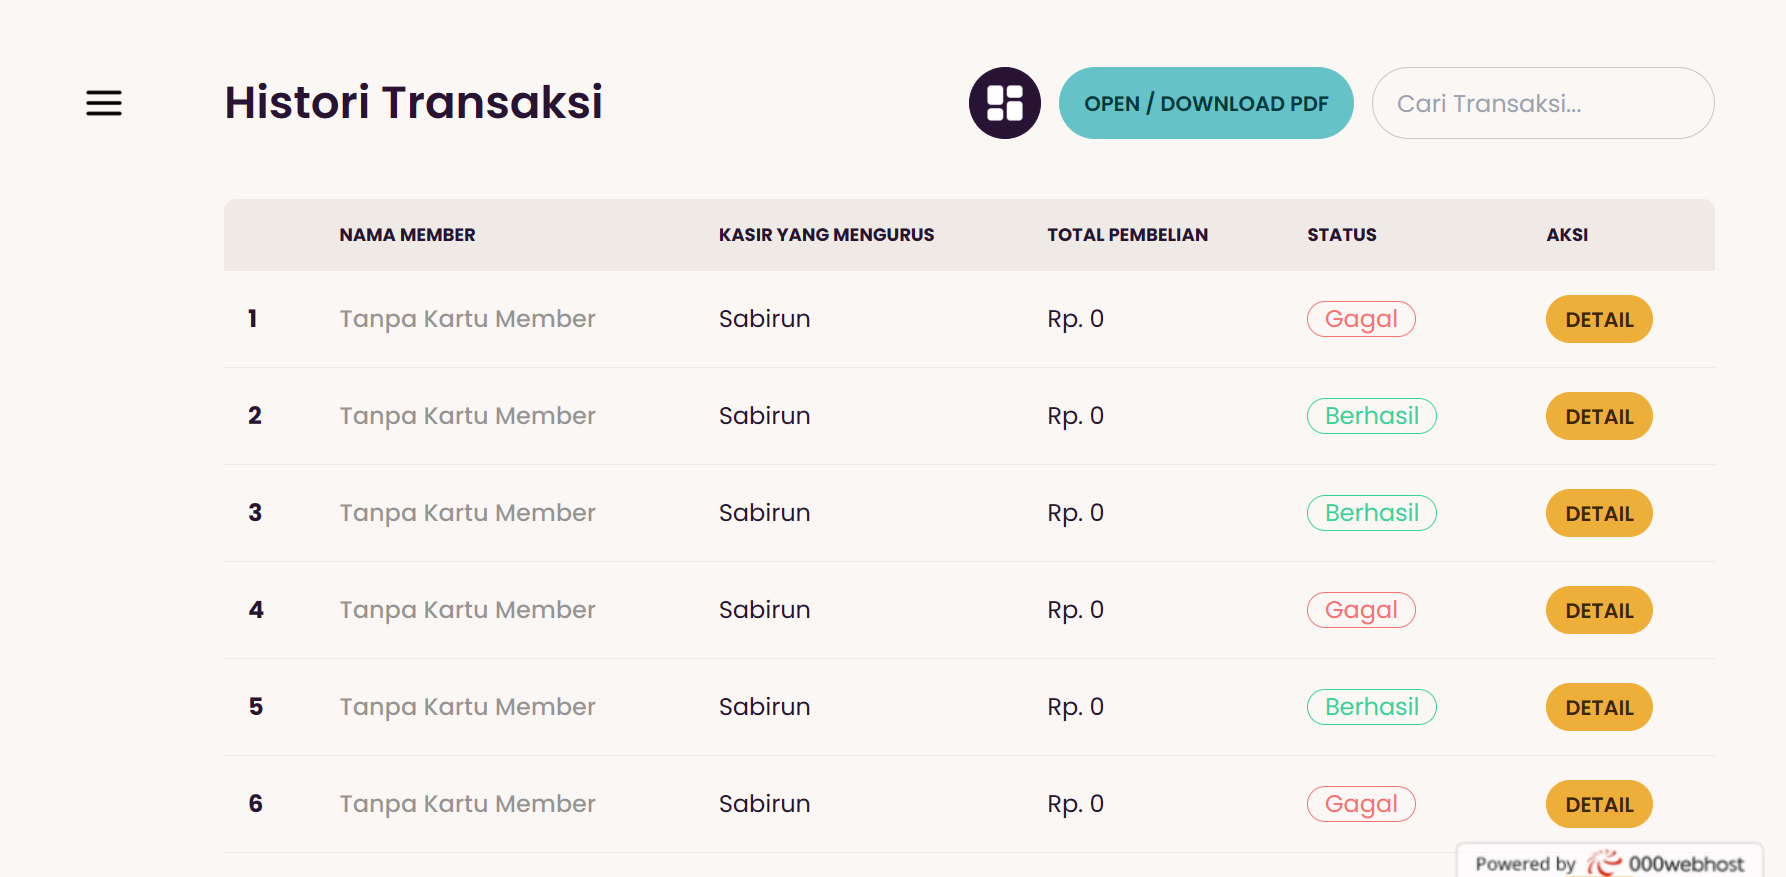 Histori Transaksi
OPEN / DOWNLOAD PDF
Cari Transaksi...
NAMA MEMBER KASIR YANG MENGURUS TOTAL PEMBELIAN STATUS AKSI
1 Tanpa Kartu Member Sabirun Rp. 0 Gagal DETAIL
2 Tanpa Kartu Member Sabirun Rp. 0 Berhasil DETAIL
3 Tanpa Kartu Member Sabirun Rp. 0 Berhasil DETAIL
4 Tanpa Kartu Member Sabirun Rp. 0 Gagal DETAIL
5 Tanpa Kartu Member Sabirun Rp. 0 Berhasil DETAIL
6 Tanpa Kartu Member Sabirun Rp. 0 Gagal DETAIL
Powered by 000webhost